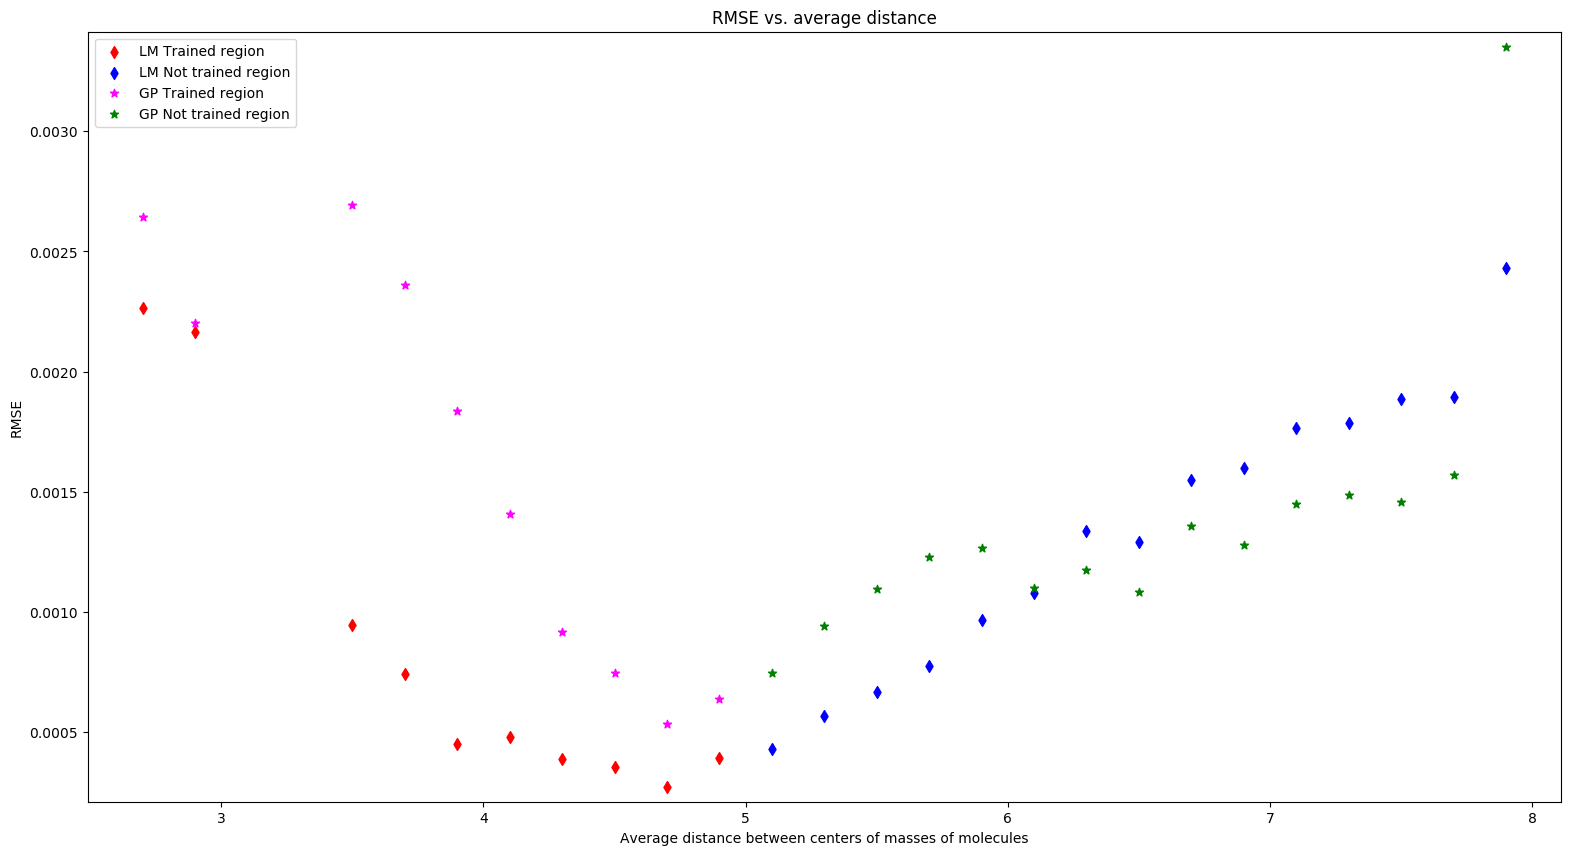 RMSE vs. average distance
LM Trained region
LM Not trained region
GP Trained region
GP Not trained region
0.0030
0.0025
0.0020
0.0015
0.0010
0.0005
RMSE
3 4 5 6 7 8
Average distance between centers of masses of molecules